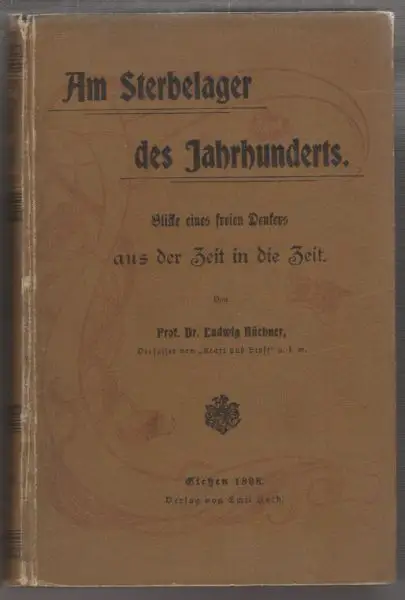 Am Sterbelager
des Jahrhunderts.
Blicke eines freien Denkers
aus der Zeit in die Zeit.
Von
Prof. Dr. Ludwig Büchner,
Verfasser von „Kraft und Stoff“ u. s. w.
Gießen 1898.
Verlag von Emil Roth.